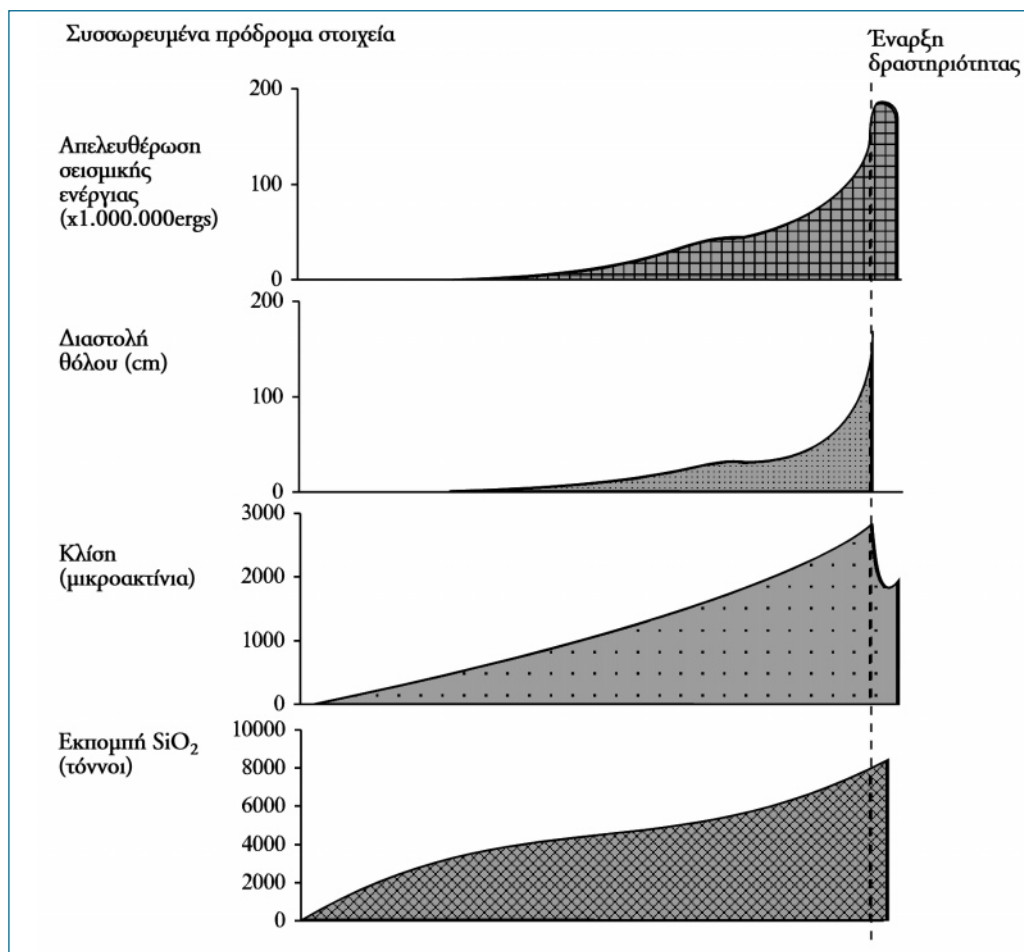 Συσσωρευμένα πρόδρομα στοιχεία
Έναρξη
δραστηριότητας
Απελευθέρωση
σεισμικής
ενέργιας
(x1.000.000ergs)
200
100
0
Διαστολή
θόλου (cm)
200
100
0
Κλίση
(μικροακτίνια)
3000
2000
1000
0
Εκπομπή SiO2
(τόννοι)
10000
8000
6000
4000
2000
0